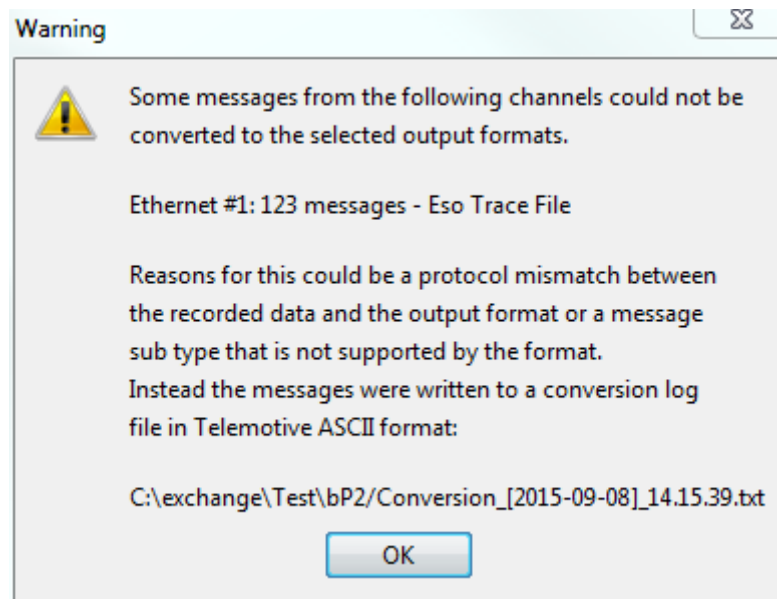 Warning
Some messages from the following channels could not be
converted to the selected output formats.
Ethernet #1: 123 messages - Eso Trace File
Reasons for this could be a protocol mismatch between
the recorded data and the output format or a message
sub type that is not supported by the format.
Instead the messages were written to a conversion log
file in Telemotive ASCII format:
C:\exchange\Test\bP2/Conversion_[2015-09-08]_14.15.39.txt
OK